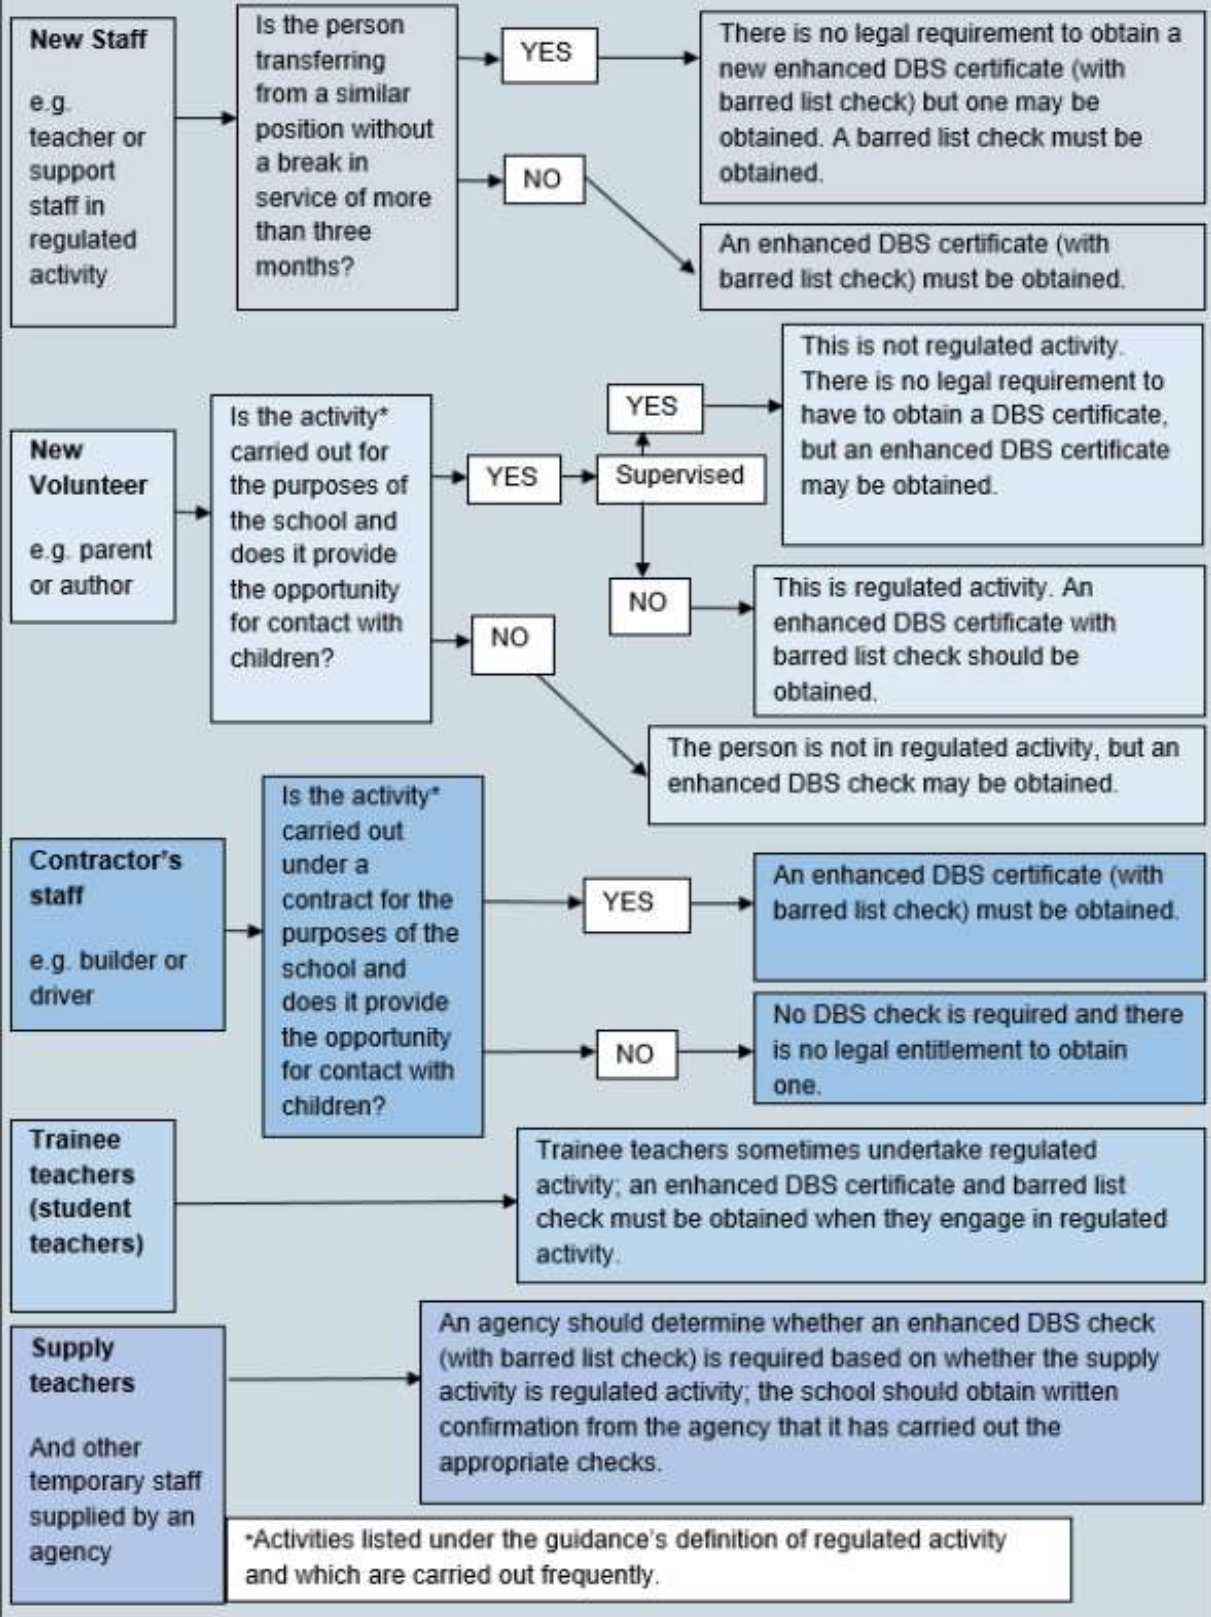 New Staff
e.g.
teacher or
support
staff in
regulated
activity
Is the person
transferring
from a similar
position without
a break in
service of more
than three
months?
YES
NO
There is no legal requirement to obtain a
new enhanced DBS certificate (with
barred list check) but one may be
obtained. A barred list check must be
obtained.
An enhanced DBS certificate (with
barred list check) must be obtained.
New
Volunteer
e.g. parent
or author
Is the activity*
carried out for
the purposes of
the school and
does it provide
the opportunity
for contact with
children?
YES
Supervised
YES
NO
NO
This is not regulated activity.
There is no legal requirement to
have to obtain a DBS certificate,
but an enhanced DBS certificate
may be obtained.
This is regulated activity. An
enhanced DBS certificate with
barred list check should be
obtained.
The person is not in regulated activity, but an
enhanced DBS check may be obtained.
Contractor's
staff
e.g. builder or
driver
Is the activity*
carried out
under a
contract for the
purposes of the
school and
does it provide
the opportunity
for contact with
children?
YES
NO
An enhanced DBS certificate (with
barred list check) must be obtained.
No DBS check is required and there
is no legal entitlement to obtain
one.
Trainee
teachers
(student
teachers)
Trainee teachers sometimes undertake regulated
activity; an enhanced DBS certificate and barred list
check must be obtained when they engage in regulated
activity.
Supply
teachers
And other
temporary staff
supplied by an
agency
An agency should determine whether an enhanced DBS check
(with barred list check) is required based on whether the supply
activity is regulated activity; the school should obtain written
confirmation from the agency that it has carried out the
appropriate checks.
*Activities listed under the guidance's definition of regulated activity
and which are carried out frequently.